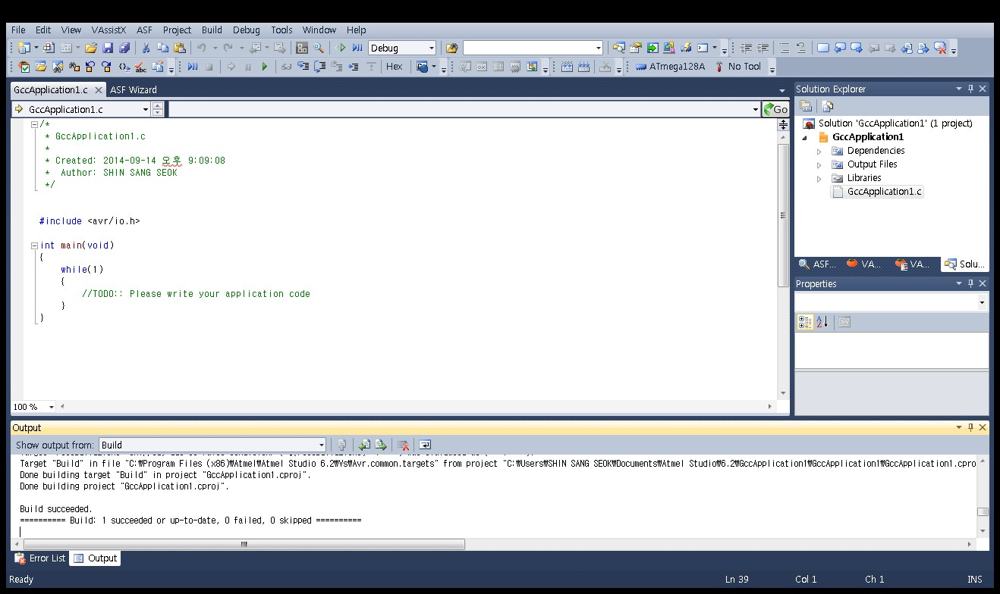 File Edit View VAssistX ASF Project Build Debug Tools Window Help
Debug
Hex ATmega128A No Tool
GccApplication1.c ASF Wizard
GccApplication1.c Go
/*
* GccApplication1.c
*
* Created: 2014-09-14 오후 9:09:08
* Author: SHIN SANG SEOK
*/
#include <avr/io.h>
int main(void)
{
while(1)
{
//TODO:: Please write your application code
}
}
100 %
Solution Explorer
Solution 'GccApplication1' (1 project)
GccApplication1
Dependencies
Output Files
Libraries
GccApplication1.c
ASF... VA... VA... Solu...
Properties
Output
Show output from: Build
Target "Build" in file "C:₩Program Files (x86)₩Atmel₩Atmel Studio 6.2₩Vs₩Avr.common.targets" from project "C:₩Users₩SHIN SANG SEOK₩Documents₩Atmel Studio₩6.2₩GccApplication1₩GccApplication1₩GccApplication1.cpro
Done building target "Build" in project "GccApplication1.cproj".
Done building project "GccApplication1.cproj".
Build succeeded.
========== Build: 1 succeeded or up-to-date, 0 failed, 0 skipped ==========
Error List Output
Ready Ln 39 Col 1 Ch 1 INS